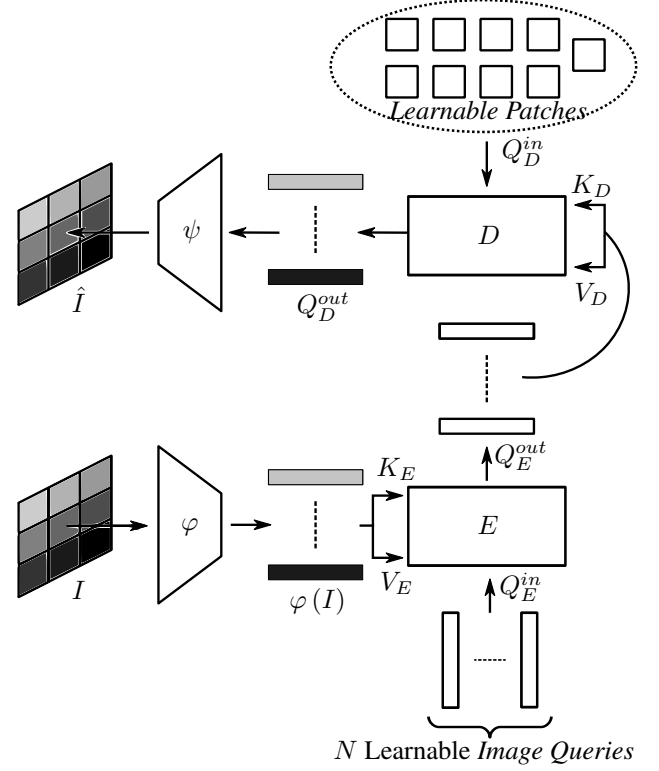 Learnable Patches
Q_D^{in}
K_D
ψ
D
V_D
Î
Q_D^{out}
Q_E^{out}
K_E
φ
E
I
V_E
φ(I)
Q_E^{in}
N Learnable Image Queries